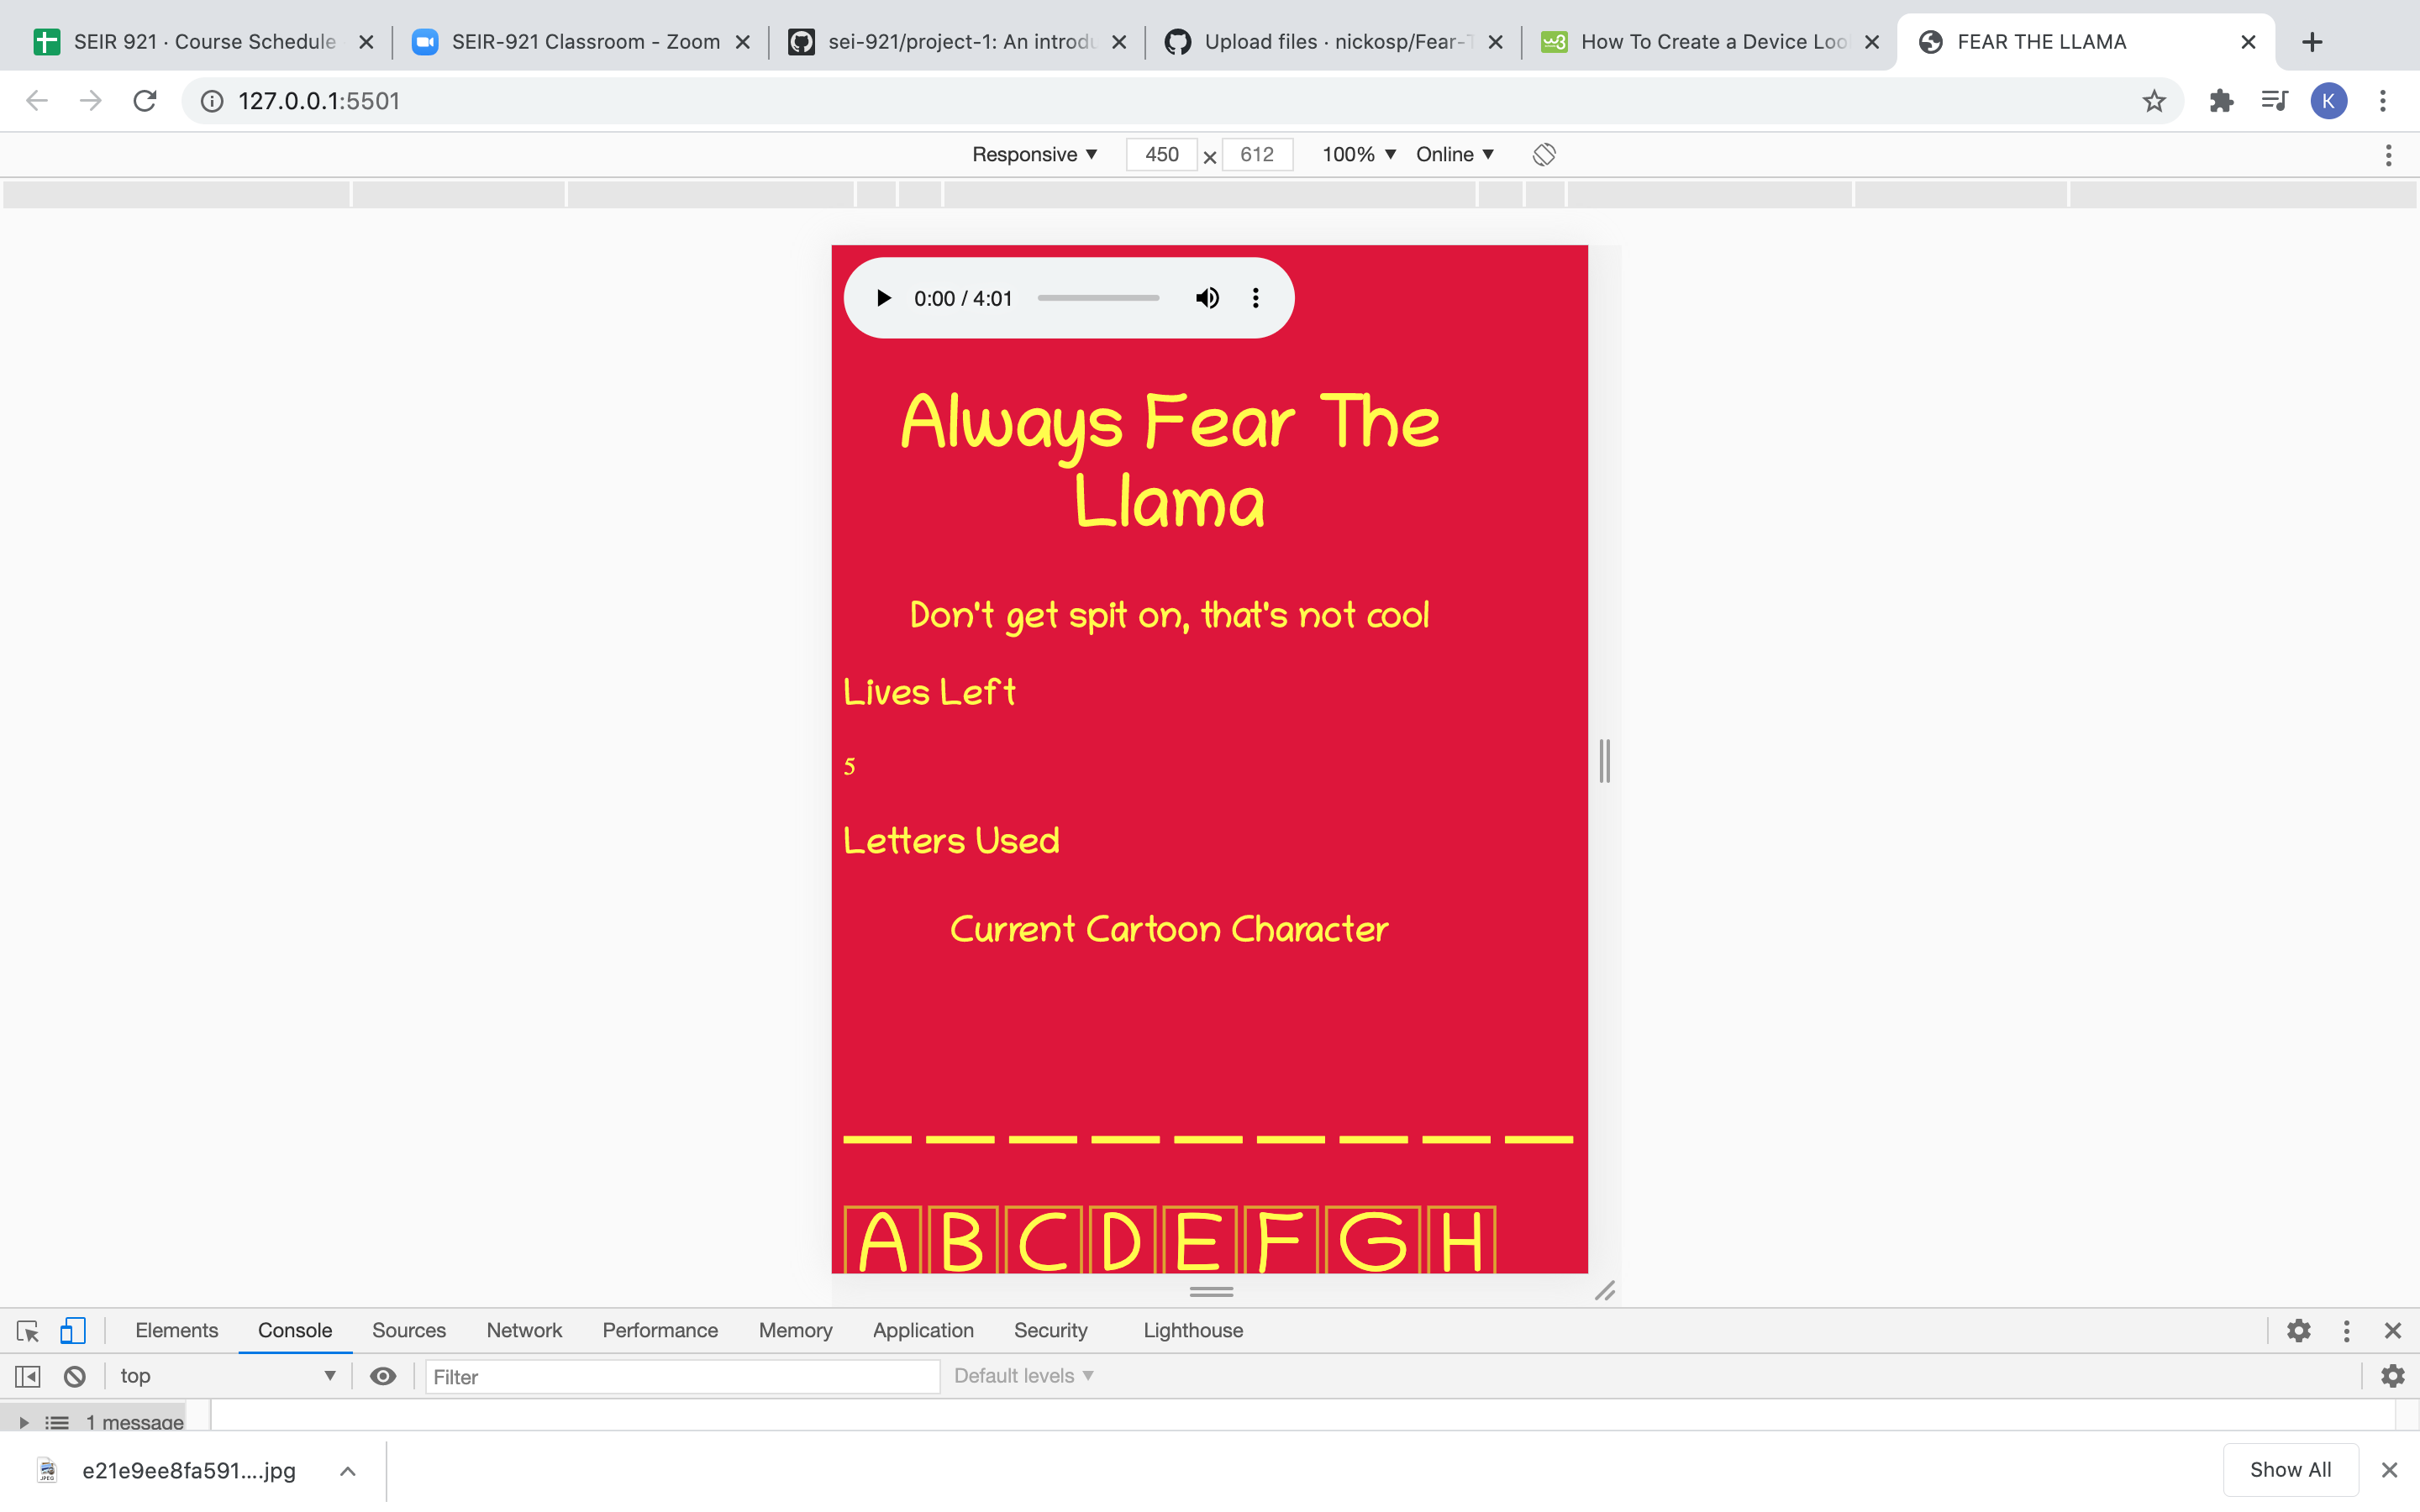 SEIR 921 · Course Schedule
SEIR-921 Classroom - Zoom
sei-921/project-1: An introdu
Upload files · nickosp/Fear-T
How To Create a Device Loo
FEAR THE LLAMA
127.0.0.1:5501
K
Responsive ▼ 450 × 612 100% ▼ Online ▼
0:00 / 4:01
Always Fear The
Llama
Don't get spit on, that's not cool
Lives Left
5
Letters Used
Current Cartoon Character
A B C D E F G H
Elements Console Sources Network Performance Memory Application Security Lighthouse
top ▼ Filter Default levels ▼
1 message
e21e9ee8fa591....jpg
Show All